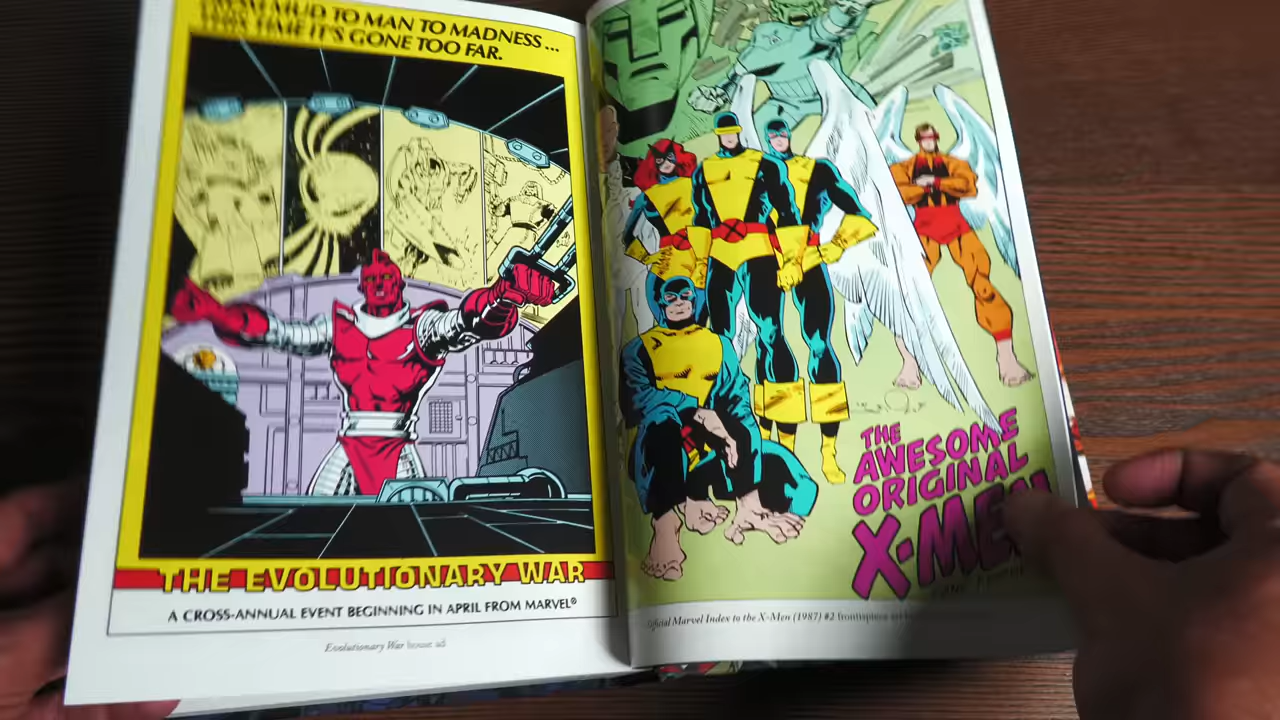 FROM MUD TO MAN TO MADNESS ...
THIS TIME IT'S GONE TOO FAR.
THE EVOLUTIONARY WAR
A CROSS-ANNUAL EVENT BEGINNING IN APRIL FROM MARVEL®
Evolutionary War house ad
THE
AWESOME
ORIGINAL
X-MEN
Official Marvel Index to the X-Men (1987) #2 frontispiece art